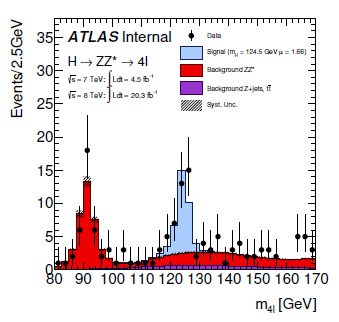 Events/2.5GeV
35
30
25
20
15
10
5
0
ATLAS Internal
H → ZZ* → 4l
√s = 7 TeV: ∫Ldt = 4.5 fb⁻¹
√s = 8 TeV: ∫Ldt = 20.3 fb⁻¹
Data
Signal (m_H = 124.5 GeV μ = 1.66)
Background ZZ*
Background Z+jets, tt̄
Syst. Unc.
80 90 100 110 120 130 140 150 160 170
m_4l [GeV]